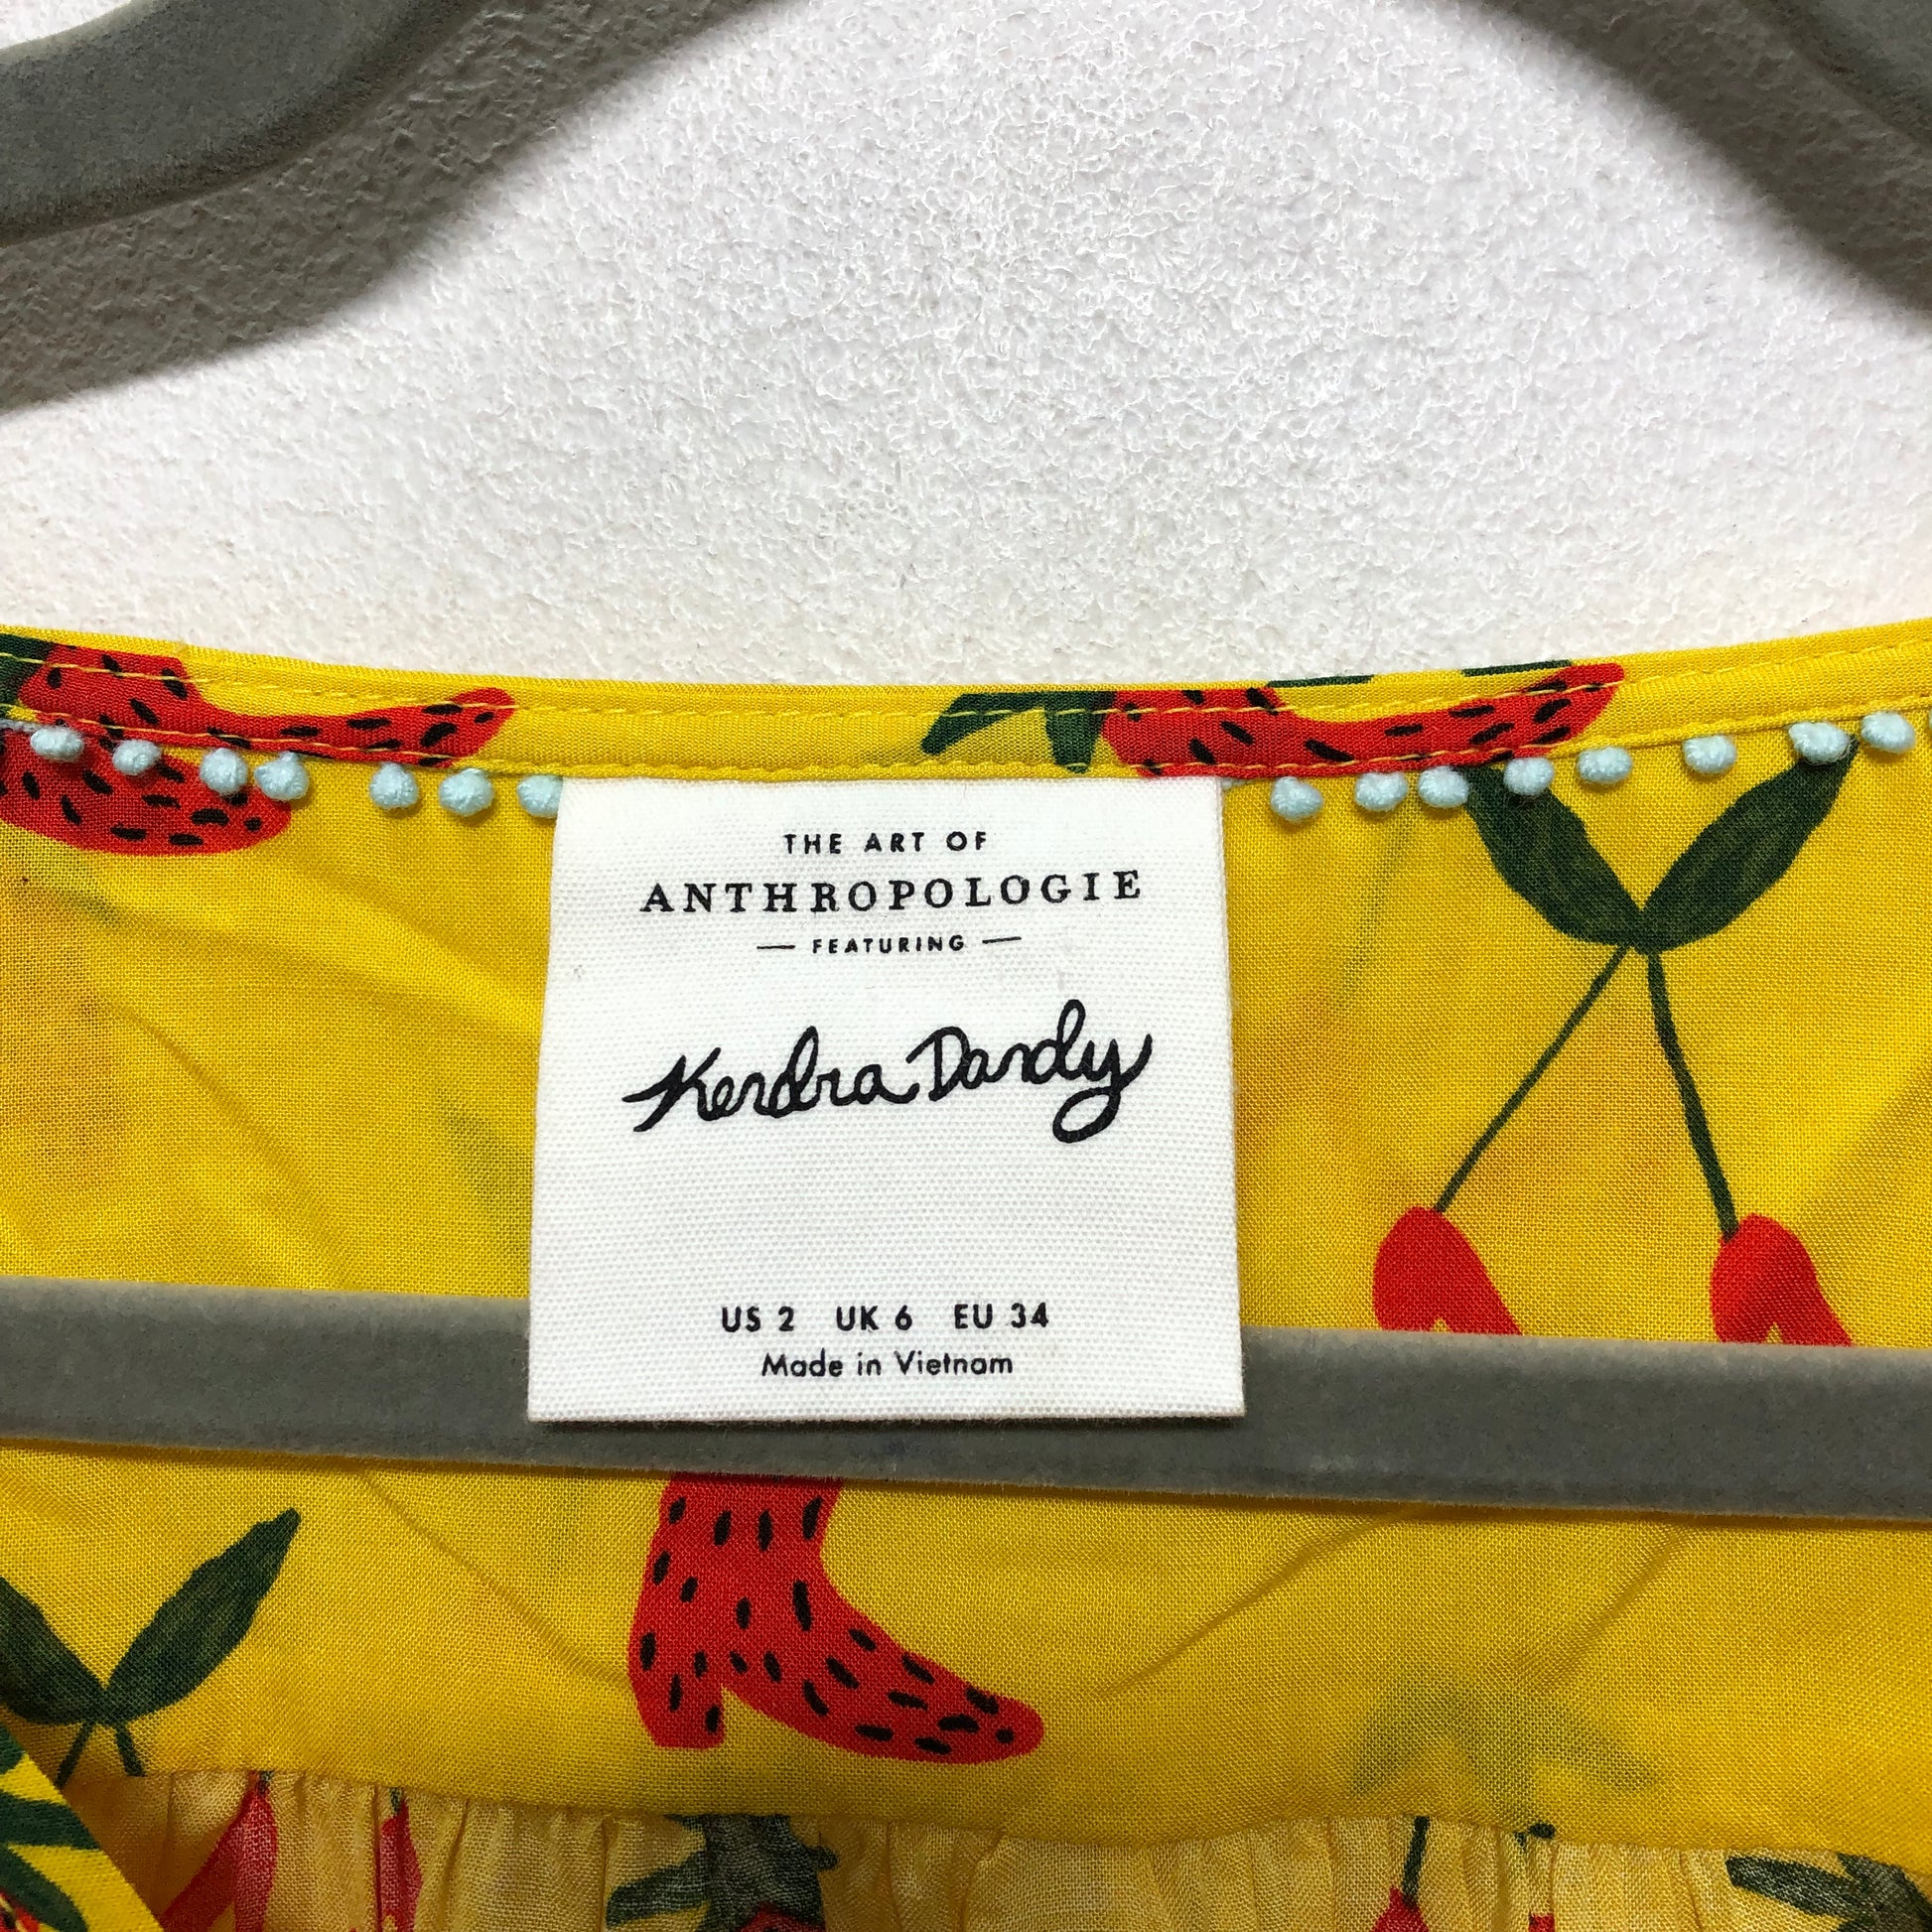 THE ART OF
ANTHROPOLOGIE
— FEATURING —
Kendra Dandy
US 2 UK 6 EU 34
Made in Vietnam